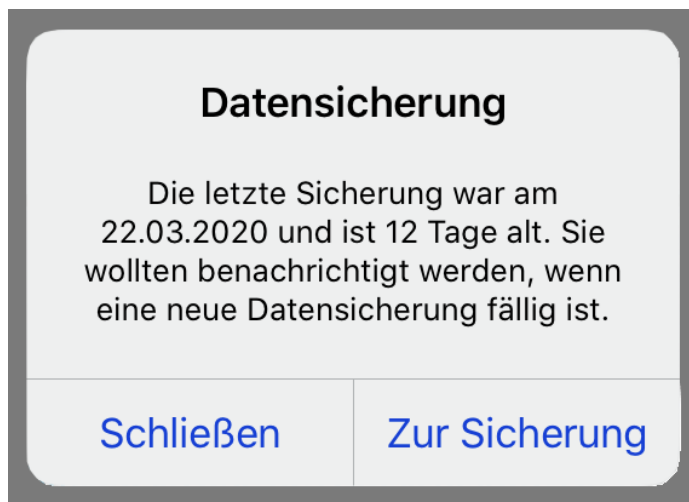 Datensicherung
Die letzte Sicherung war am
22.03.2020 und ist 12 Tage alt. Sie
wollten benachrichtigt werden, wenn
eine neue Datensicherung fällig ist.
Schließen
Zur Sicherung